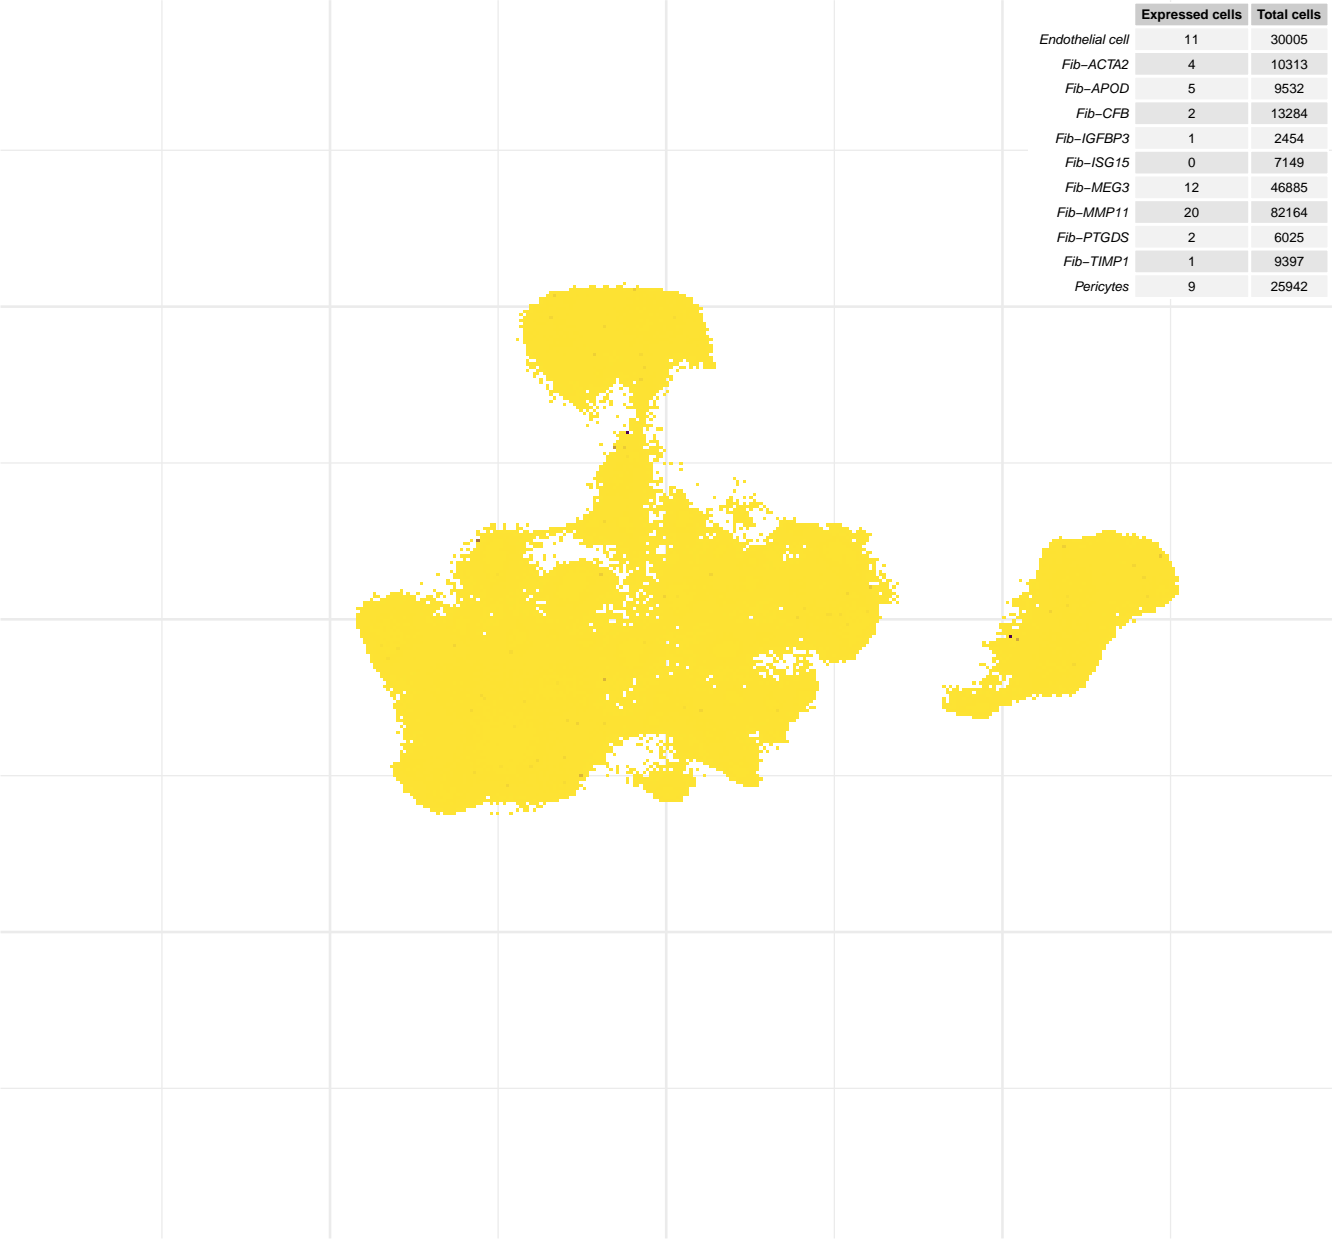 Expressed cells Total cells
Endothelial cell 11 30005
Fib−ACTA2 4 10313
Fib−APOD 5 9532
Fib−CFB 2 13284
Fib−IGFBP3 1 2454
Fib−ISG15 0 7149
Fib−MEG3 12 46885
Fib−MMP11 20 82164
Fib−PTGDS 2 6025
Fib−TIMP1 1 9397
Pericytes 9 25942